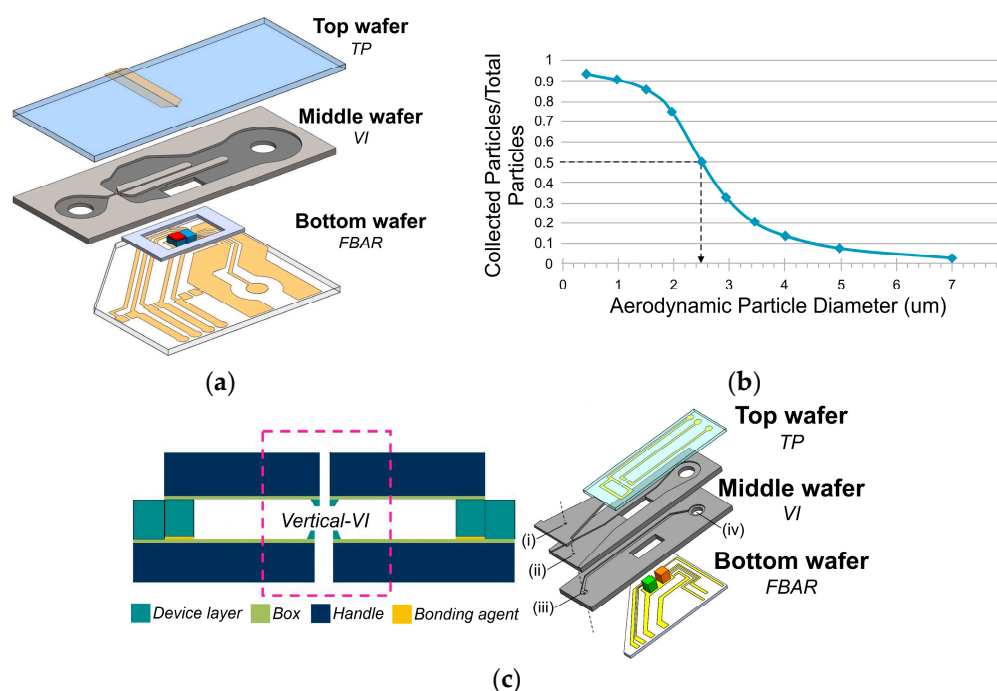 Top wafer
TP
Middle wafer
VI
Bottom wafer
FBAR
(a)
Collected Particles/Total
Particles
1
0.9
0.8
0.7
0.6
0.5
0.4
0.3
0.2
0.1
0
0 1 2 3 4 5 6 7
Aerodynamic Particle Diameter (um)
(b)
Vertical-VI
Device layer Box Handle Bonding agent
Top wafer
TP
Middle wafer
VI
(i)
(ii)
(iii)
(iv)
Bottom wafer
FBAR
(c)